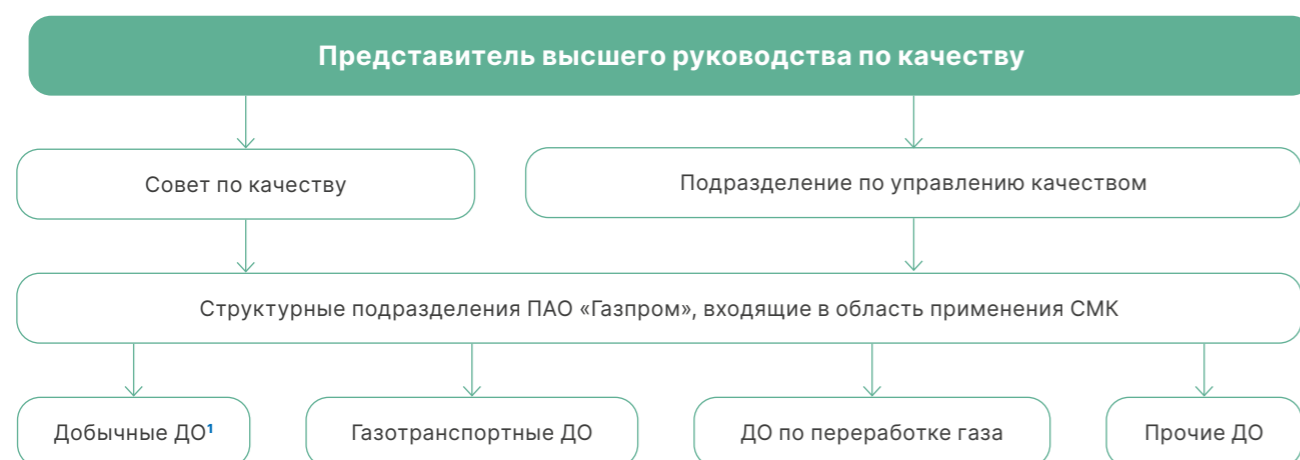 Представитель высшего руководства по качеству
Совет по качеству
Подразделение по управлению качеством
Структурные подразделения ПАО «Газпром», входящие в область применения СМК
Добычные ДО¹
Газотранспортные ДО
ДО по переработке газа
Прочие ДО